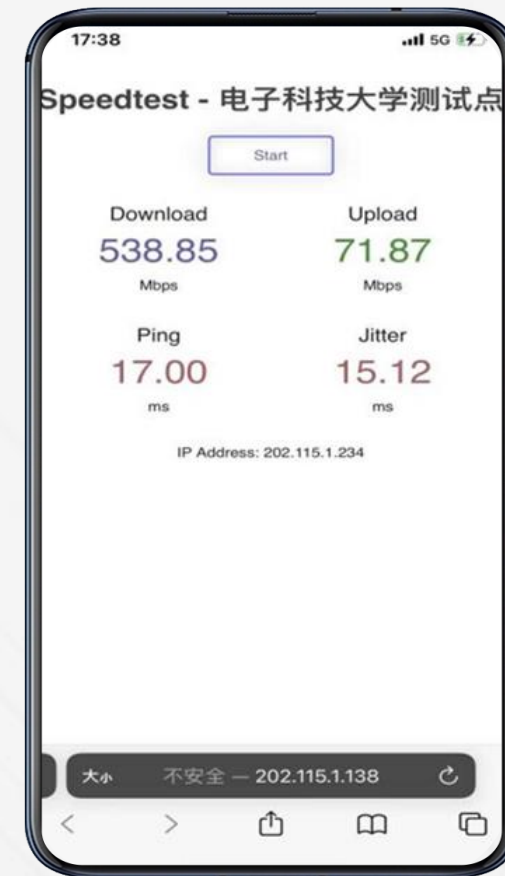 17:38 5G
Speedtest - 电子科技大学测试点
Start
Download Upload
538.85 71.87
Mbps Mbps
Ping Jitter
17.00 15.12
ms ms
IP Address: 202.115.1.234
大小 不安全 — 202.115.1.138